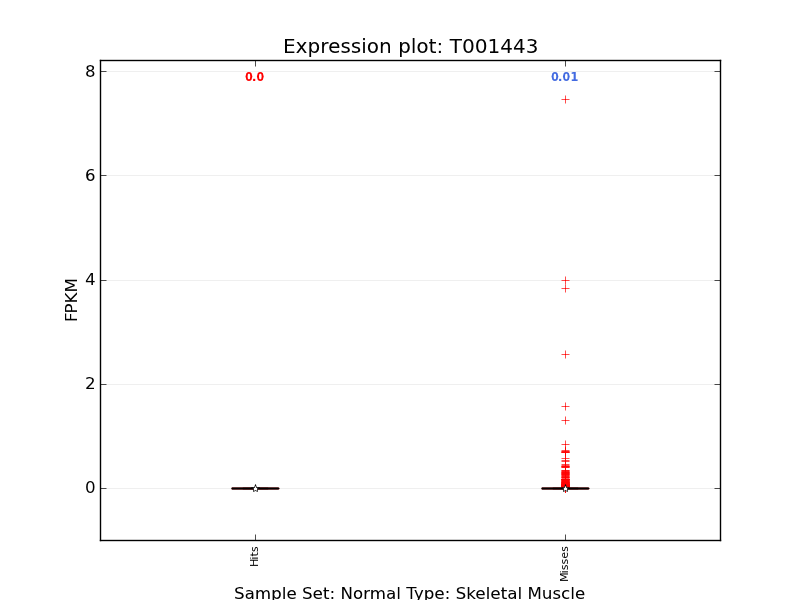 Expression plot: T001443
0.0
0.01
8
6
4
2
0
FPKM
Hits
Misses
Sample Set: Normal Type: Skeletal Muscle